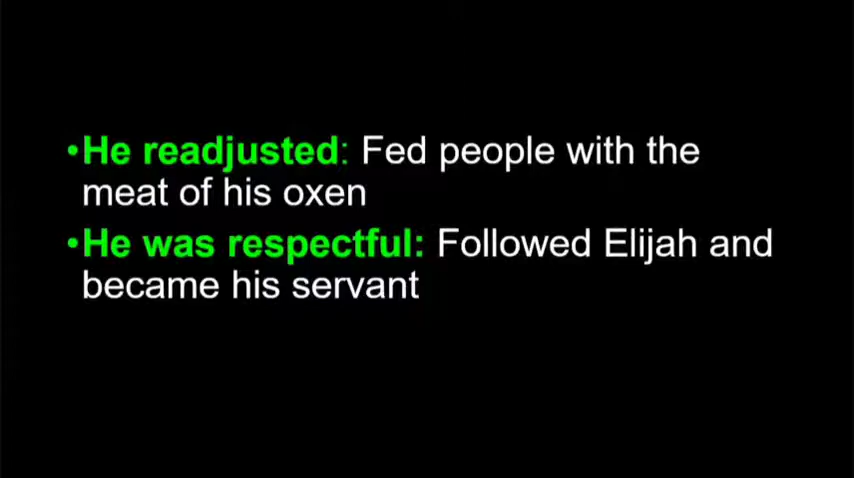 •He readjusted: Fed people with the
meat of his oxen
•He was respectful: Followed Elijah and
became his servant